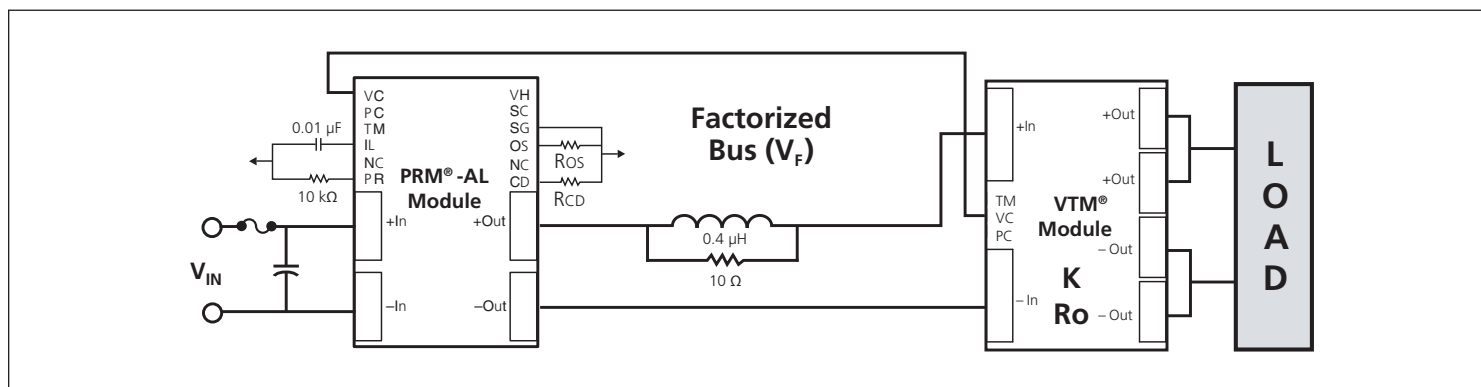 VC
PC
TM
IL
NC
PR
VH
SC
SG
OS
NC
CD
0.01 µF
10 kΩ
PRM®-AL
Module
ROS
RCD
+In
–In
+Out
–Out
VIN
Factorized
Bus (VF)
0.4 µH
10 Ω
+In
TM
VC
PC
– In
VTM®
Module
K
Ro
+Out
+Out
– Out
– Out
L
O
A
D